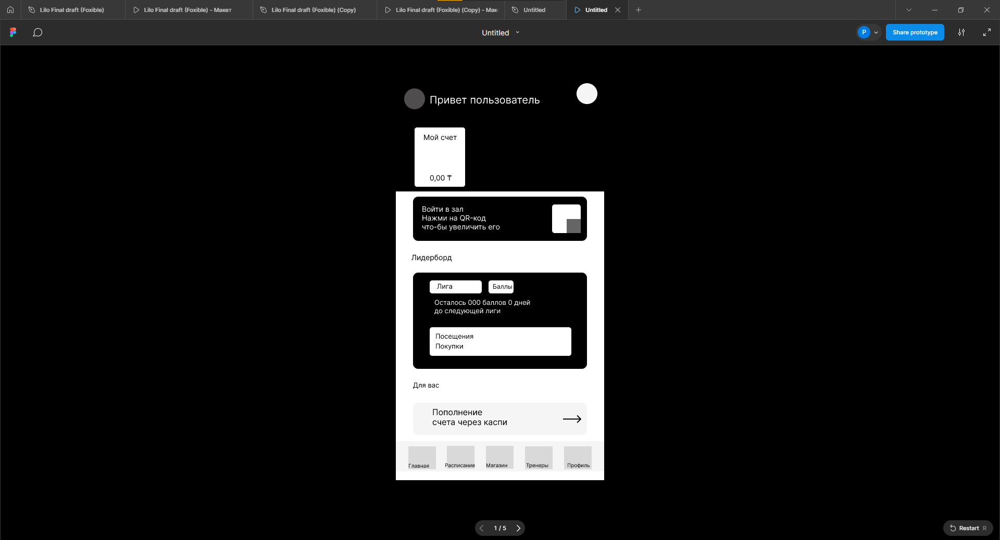 Lilo Final draft (Foxible)
Lilo Final draft (Foxible) - Макет
Lilo Final draft (Foxible) (Copy)
Lilo Final draft (Foxible) (Copy) - Мак
Untitled
Untitled
Untitled
P
Share prototype
Привет пользователь
Мой счет
0,00 ₸
Войти в зал
Нажми на QR-код
что-бы увеличить его
Лидерборд
Лига
Баллы
Осталось 000 баллов 0 дней
до следующей лиги
Посещения
Покупки
Для вас
Пополнение
счета через каспи
Главная
Расписание
Магазин
Тренеры
Профиль
1 / 5
Restart R